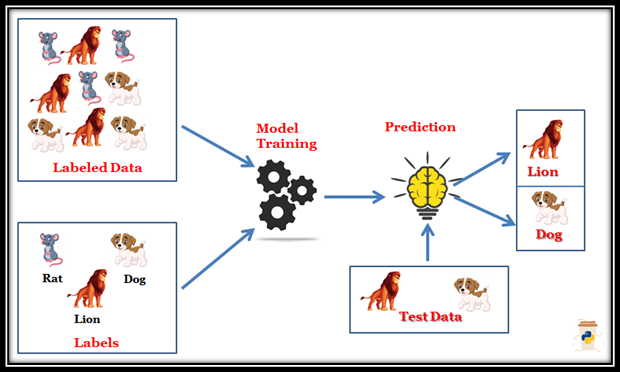 Labeled Data
Rat
Dog
Lion
Labels
Model
Training
Prediction
Test Data
Lion
Dog